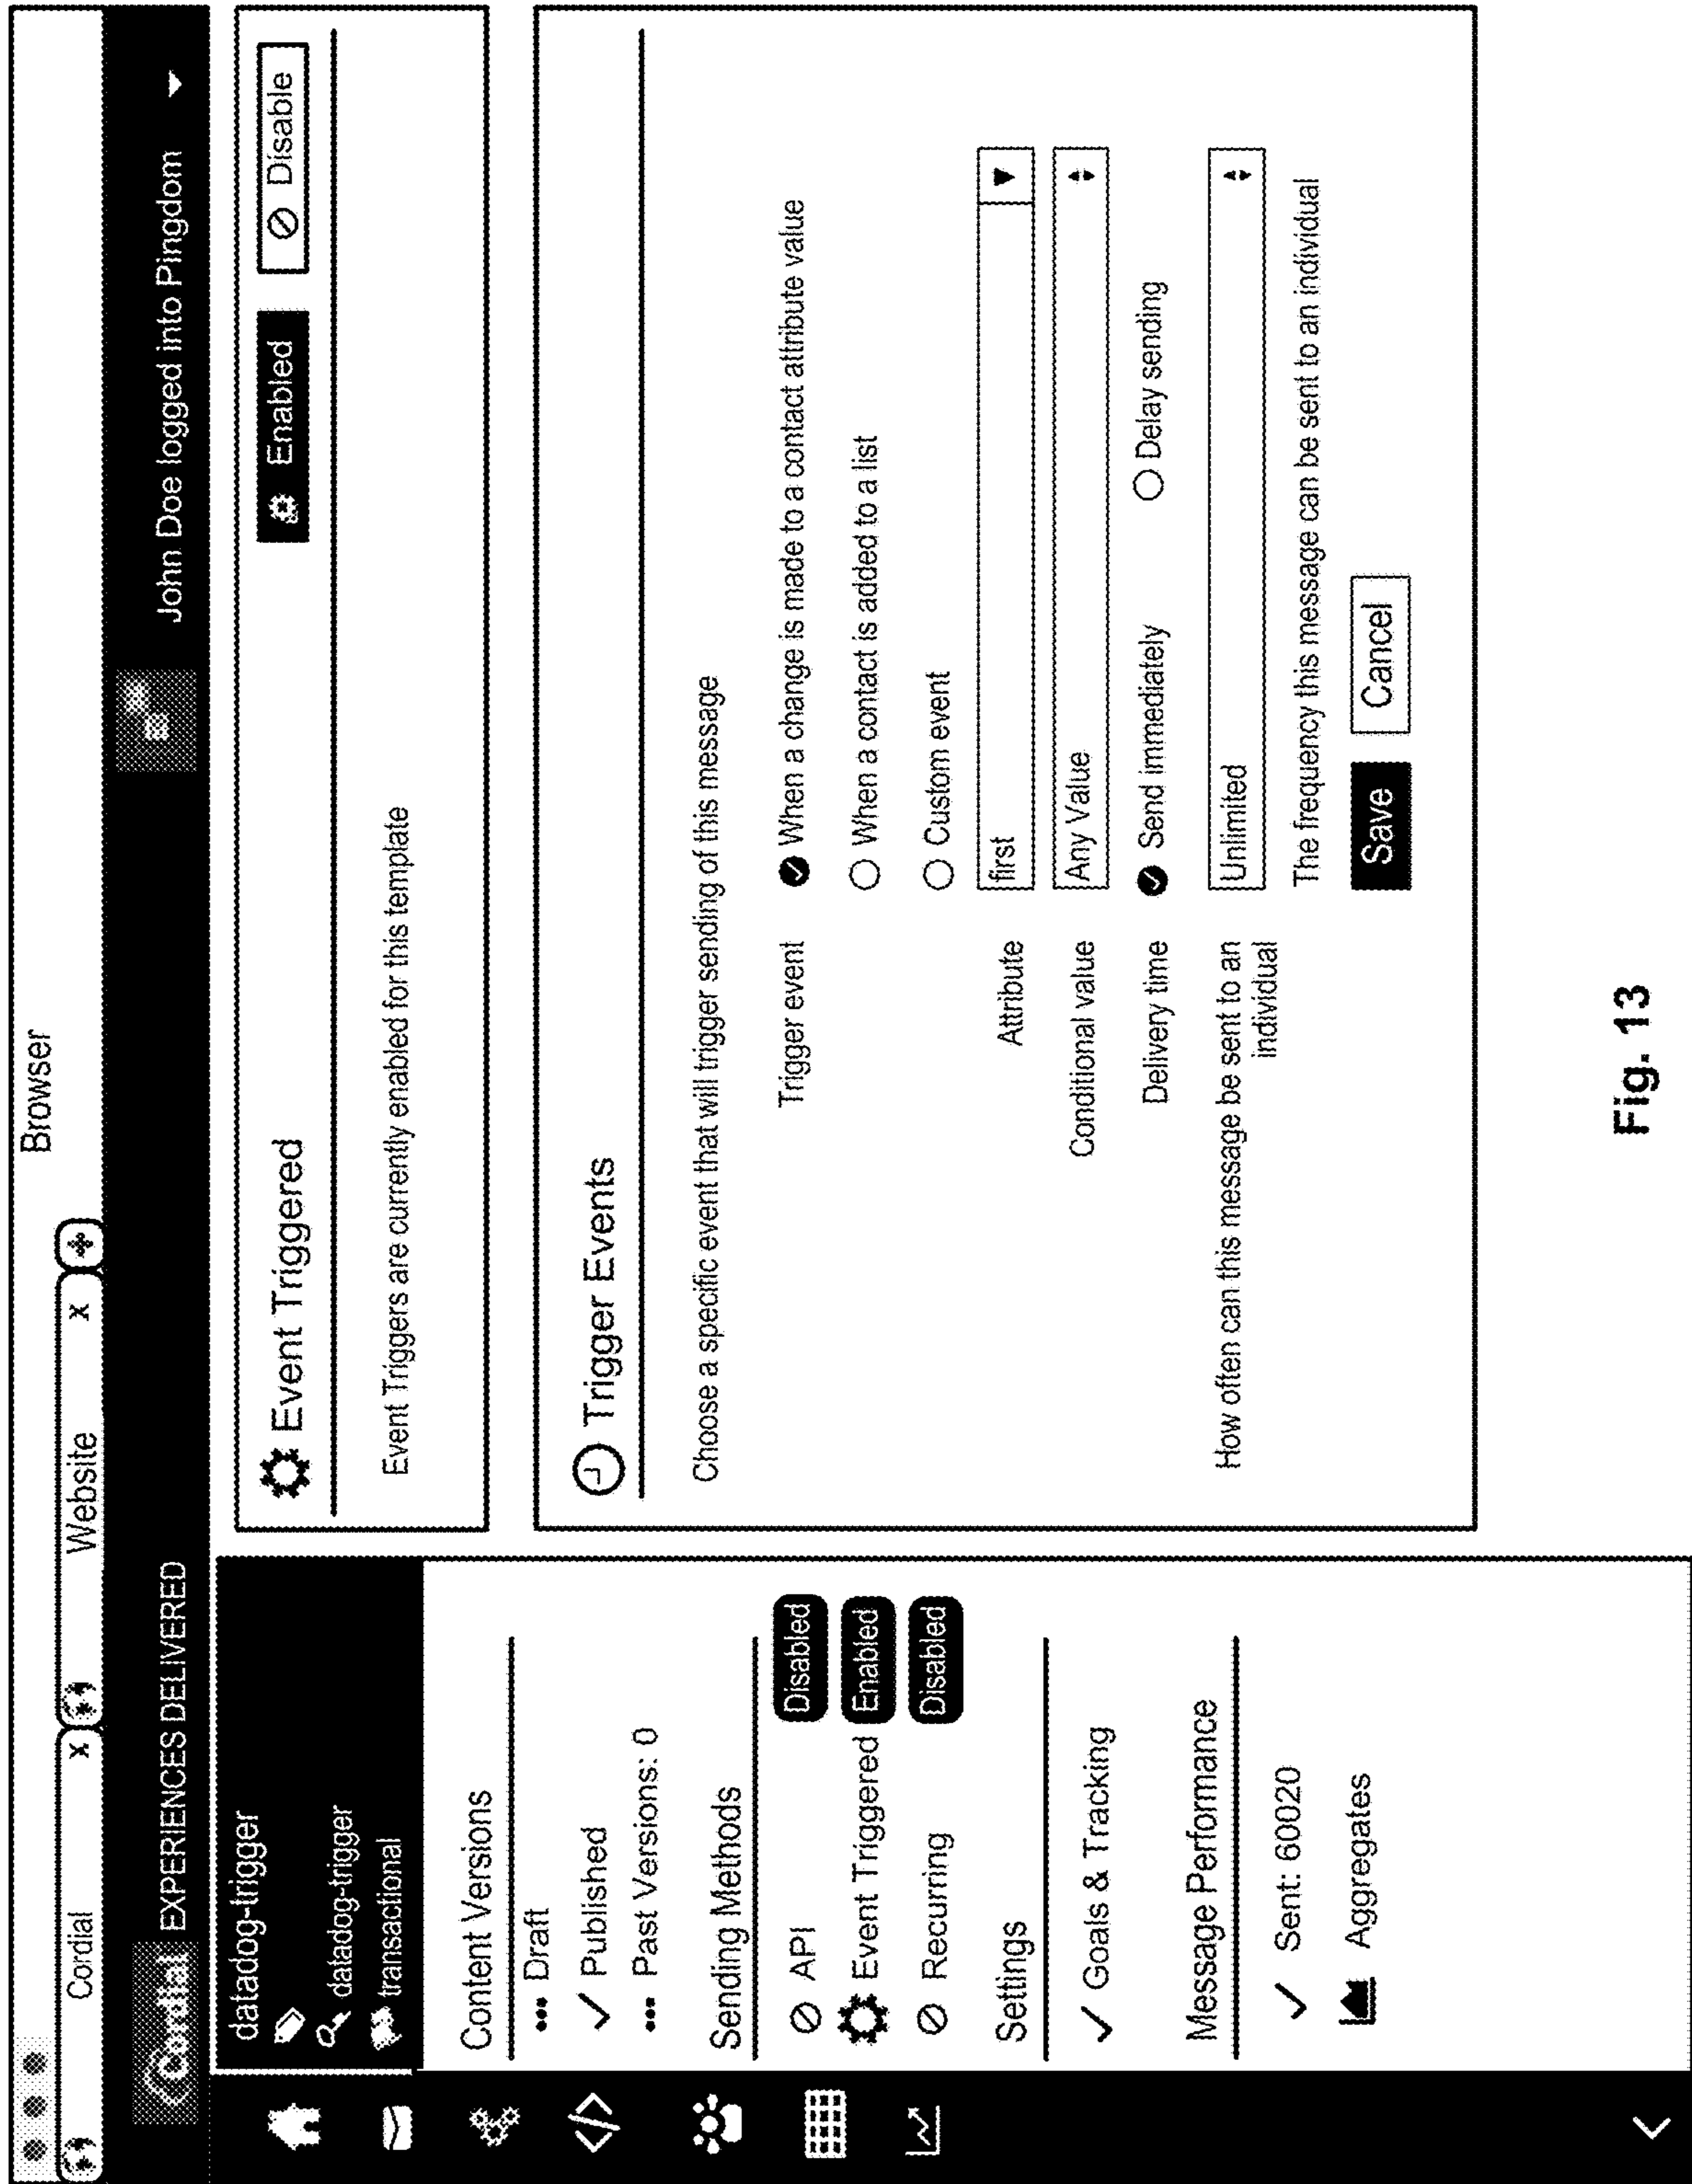 Browser
Cordial x
Website x
Cordial EXPERIENCES DELIVERED
John Doe logged into Pingdom
datadog-trigger
datadog-trigger
transactional
Content Versions
Draft
Published
Past Versions: 0
Sending Methods
API Disabled
Event Triggered Enabled
Recurring Disabled
Settings
Goals & Tracking
Message Performance
Sent: 60020
Aggregates
Event Triggered
Enabled
Disable
Event Triggers are currently enabled for this template
Trigger Events
Choose a specific event that will trigger sending of this message
Trigger event
When a change is made to a contact attribute value
When a contact is added to a list
Custom event
Attribute
first
Conditional value
Any Value
Delivery time
Send immediately
Delay sending
How often can this message be sent to an
individual
Unlimited
The frequency this message can be sent to an individual
Save
Cancel
Fig. 13